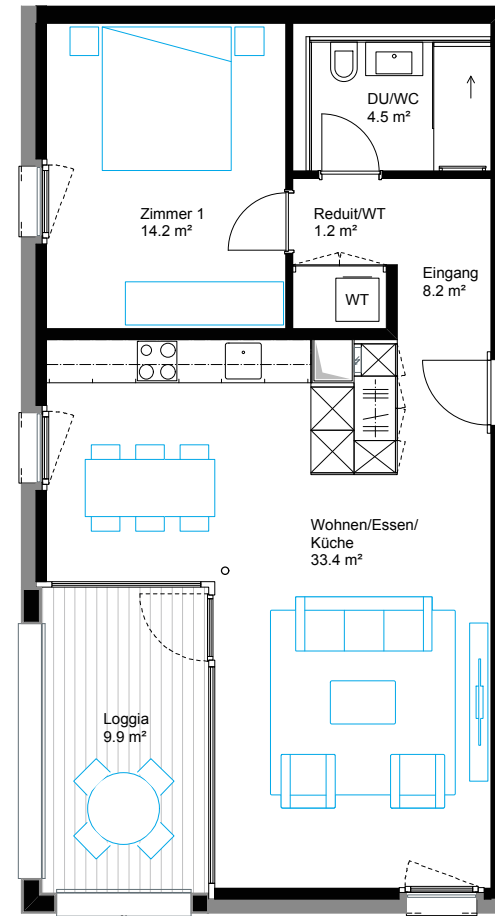 DU/WC
4.5 m²
Zimmer 1
14.2 m²
Reduit/WT
1.2 m²
Eingang
8.2 m²
WT
Wohnen/Essen/
Küche
33.4 m²
Loggia
9.9 m²